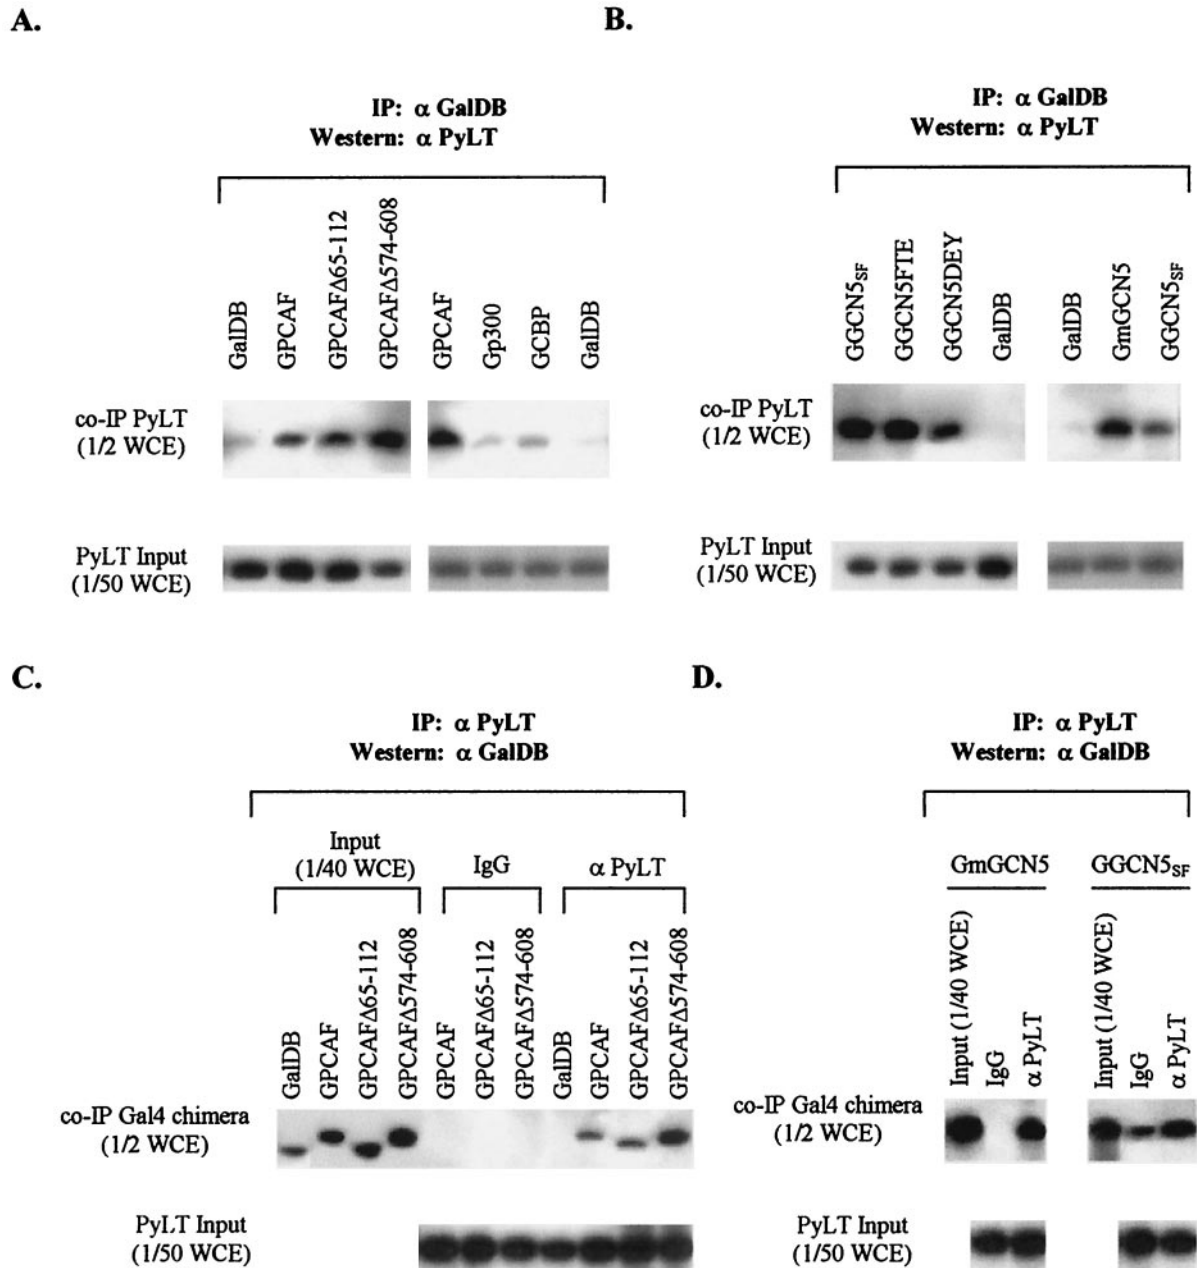 A.
IP: α GalDB
Western: α PyLT
GalDB
GPCAF
GPCAFΔ65-112
GPCAFΔ574-608
GPCAF
Gp300
GCBP
GalDB
co-IP PyLT
(1/2 WCE)
PyLT Input
(1/50 WCE)
B.
IP: α GalDB
Western: α PyLT
GGCN5SF
GGCN5FTE
GGCN5DEY
GalDB
GalDB
GmGCN5
GGCN5SF
co-IP PyLT
(1/2 WCE)
PyLT Input
(1/50 WCE)
C.
IP: α PyLT
Western: α GalDB
Input
(1/40 WCE)
IgG
α PyLT
GalDB
GPCAF
GPCAFΔ65-112
GPCAFΔ574-608
GPCAF
GPCAFΔ65-112
GPCAFΔ574-608
GalDB
GPCAF
GPCAFΔ65-112
GPCAFΔ574-608
co-IP Gal4 chimera
(1/2 WCE)
PyLT Input
(1/50 WCE)
D.
IP: α PyLT
Western: α GalDB
GmGCN5
GGCN5SF
Input (1/40 WCE)
IgG
α PyLT
Input (1/40 WCE)
IgG
α PyLT
co-IP Gal4 chimera
(1/2 WCE)
PyLT Input
(1/50 WCE)